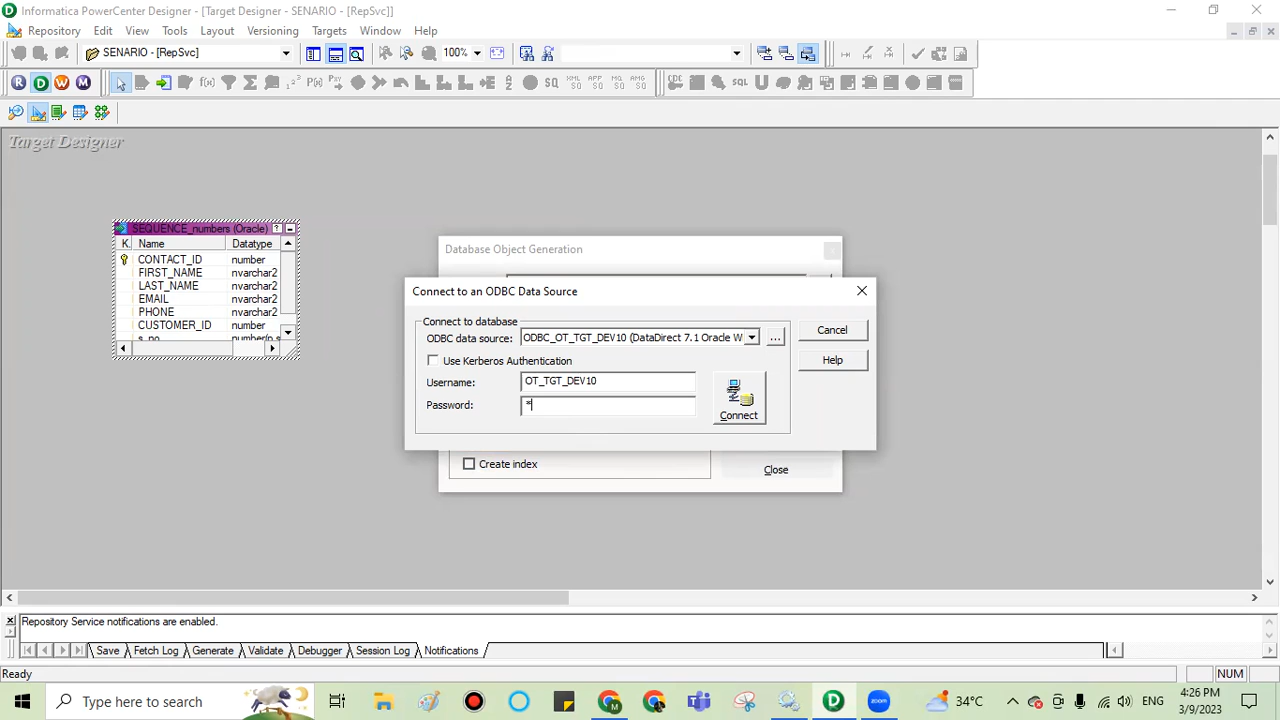 Informatica PowerCenter Designer - [Target Designer - SENARIO - [RepSvc]]
Repository Edit View Tools Layout Versioning Targets Window Help
SENARIO - [RepSvc] 100%
Target Designer
SEQUENCE_numbers (Oracle)
K. Name Datatype
CONTACT_ID number
FIRST_NAME nvarchar2
LAST_NAME nvarchar2
EMAIL nvarchar2
PHONE nvarchar2
CUSTOMER_ID number
s_no number(p,s
Database Object Generation
Connect to an ODBC Data Source
Connect to database
ODBC data source: ODBC_OT_TGT_DEV10 (DataDirect 7.1 Oracle W ...
Use Kerberos Authentication
Username: OT_TGT_DEV10
Password: *
Connect
Cancel
Help
Create index
Close
Repository Service notifications are enabled.
Save Fetch Log Generate Validate Debugger Session Log Notifications
Ready NUM
Type here to search
34°C ENG 4:26 PM
3/9/2023